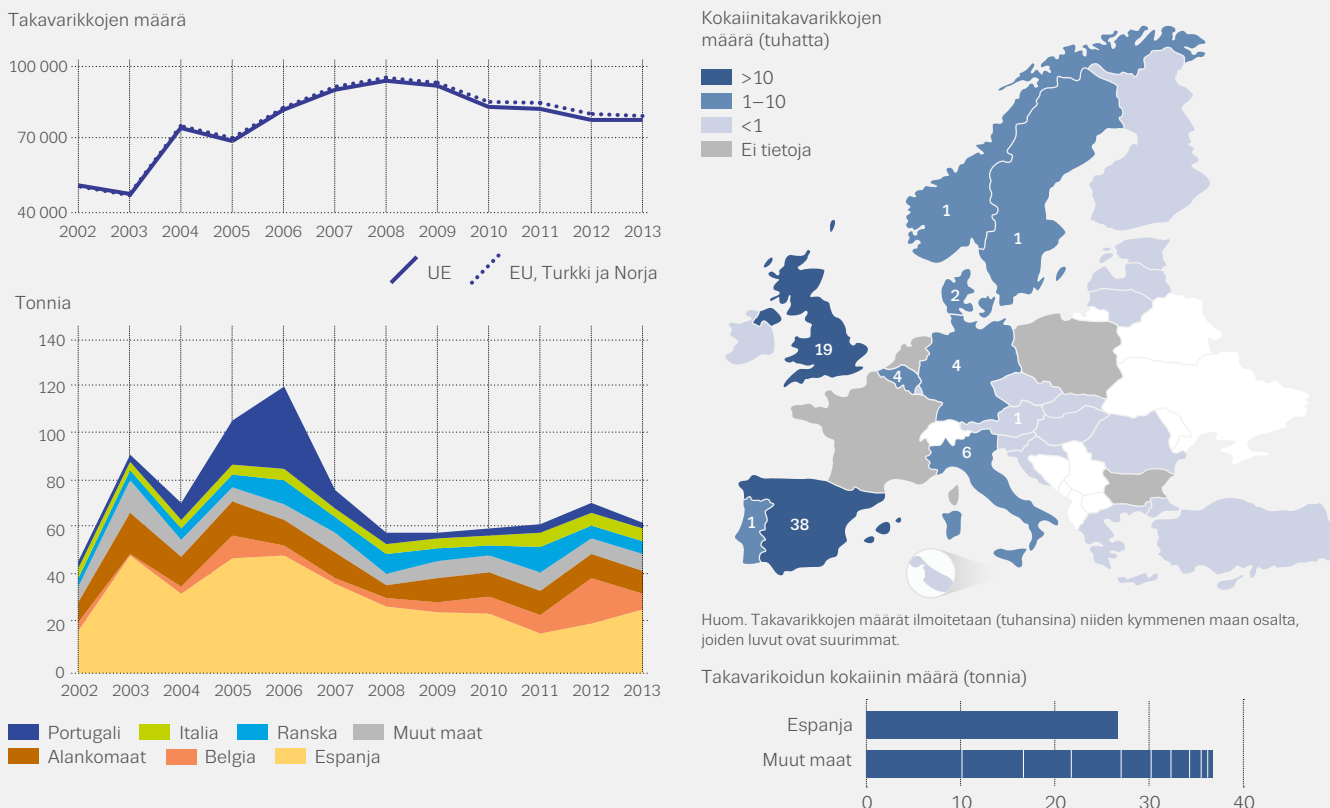 Takavarikkojen määrä
100 000
70 000
40 000
2002 2003 2004 2005 2006 2007 2008 2009 2010 2011 2012 2013
UE EU, Turkki ja Norja
Tonnia
140
120
100
80
60
40
20
0
2002 2003 2004 2005 2006 2007 2008 2009 2010 2011 2012 2013
Portugali Italia Ranska Muut maat
Alankomaat Belgia Espanja
Kokaiinitakavarikkojen
määrä (tuhatta)
>10
1–10
<1
Ei tietoja
1
1
2
19
4
4
1
6
1
38
Huom. Takavarikkojen määrät ilmoitetaan (tuhansina) niiden kymmenen maan osalta,
joiden luvut ovat suurimmat.
Takavarikoidun kokaiinin määrä (tonnia)
Espanja
Muut maat
0 10 20 30 40